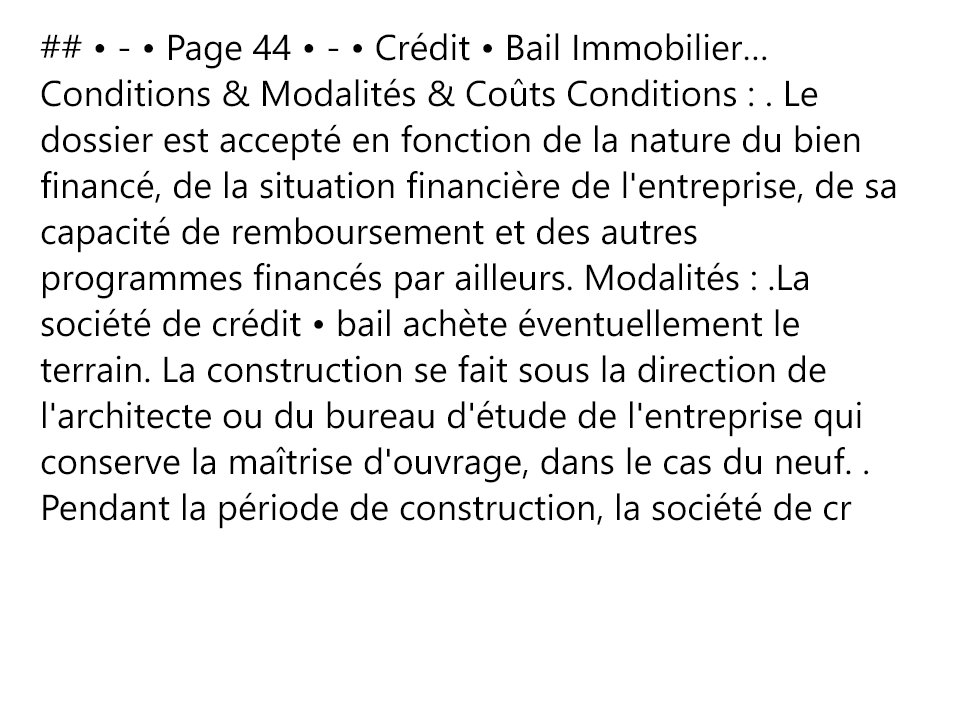 ## • - • Page 44 • - • Crédit • Bail Immobilier...
Conditions & Modalités & Coûts Conditions : . Le
dossier est accepté en fonction de la nature du bien
financé, de la situation financière de l'entreprise, de sa
capacité de remboursement et des autres
programmes financés par ailleurs. Modalités : .La
société de crédit • bail achète éventuellement le
terrain. La construction se fait sous la direction de
l'architecte ou du bureau d'étude de l'entreprise qui
conserve la maîtrise d'ouvrage, dans le cas du neuf. .
Pendant la période de construction, la société de cr